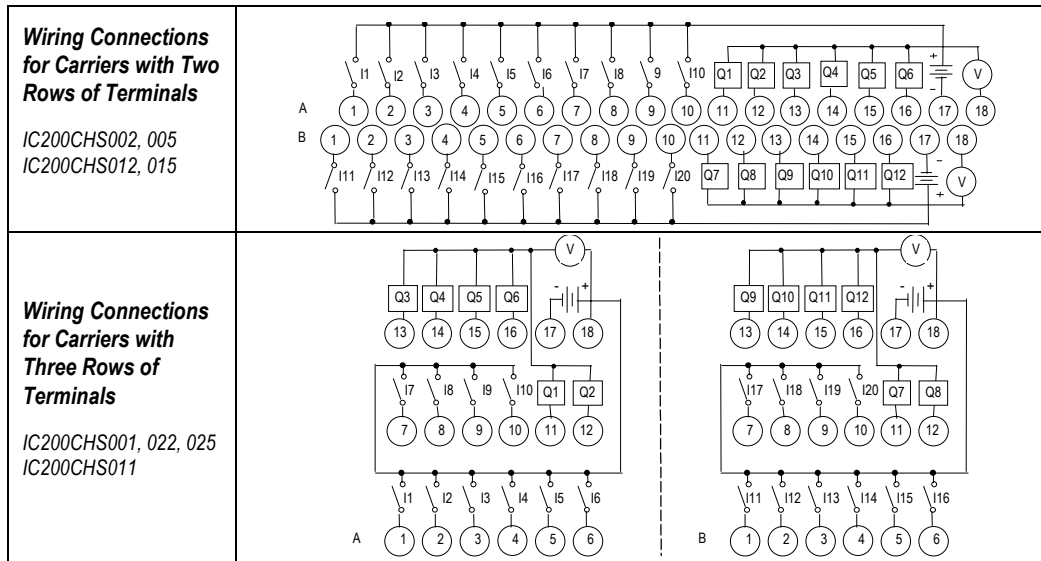 Wiring Connections
for Carriers with Two
Rows of Terminals
IC200CHS002, 005
IC200CHS012, 015
I1 I2 I3 I4 I5 I6 I7 I8 9 I10 Q1 Q2 Q3 Q4 Q5 Q6 + - V
A 1 2 3 4 5 6 7 8 9 10 11 12 13 14 15 16 17 18
B 1 2 3 4 5 6 7 8 9 10 11 12 13 14 15 16 17 18
I11 I12 I13 I14 I15 I16 I17 I18 I19 I20 Q7 Q8 Q9 Q10 Q11 Q12 - + V
Wiring Connections
for Carriers with
Three Rows of
Terminals
IC200CHS001, 022, 025
IC200CHS011
V
Q3 Q4 Q5 Q6 - +
13 14 15 16 17 18
I7 I8 I9 I10 Q1 Q2
7 8 9 10 11 12
I1 I2 I3 I4 I5 I6
A 1 2 3 4 5 6
V
Q9 Q10 Q11 Q12 - +
13 14 15 16 17 18
I17 I18 I19 I20 Q7 Q8
7 8 9 10 11 12
I11 I12 I13 I14 I15 I16
B 1 2 3 4 5 6